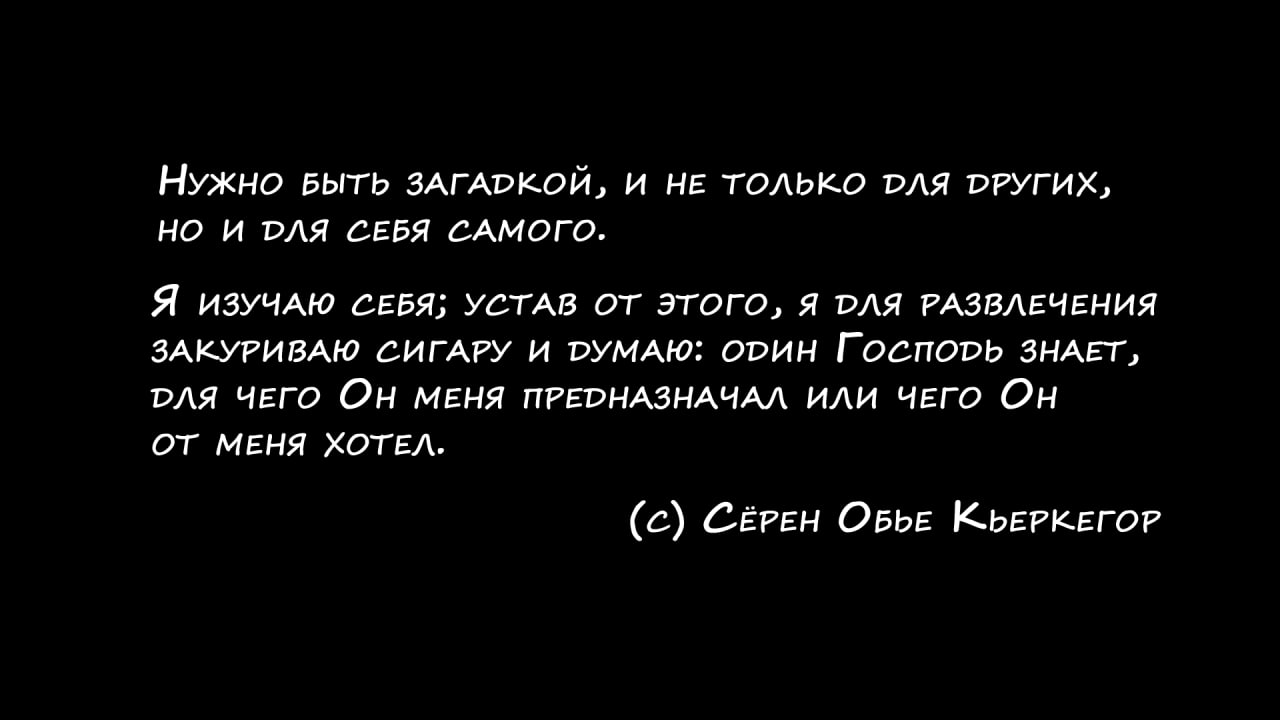 Нужно быть загадкой, и не только для других,
но и для себя самого.
Я изучаю себя; устав от этого, я для развлечения
закуриваю сигару и думаю: один Господь знает,
для чего Он меня предназначал или чего Он
от меня хотел.
(с) Сёрен Обье Кьеркегор